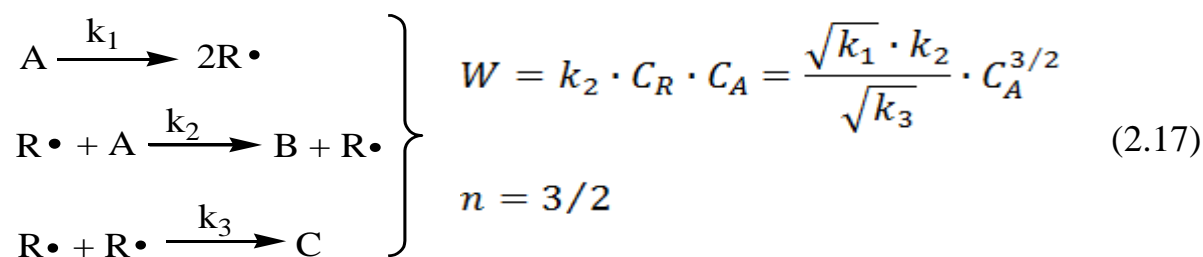 A —k₁→ 2R•
R• + A —k₂→ B + R•
R• + R• —k₃→ C
W = k₂ · C_R · C_A = (√k₁ · k₂)/√k₃ · C_A^{3/2}
n = 3/2
(2.17)